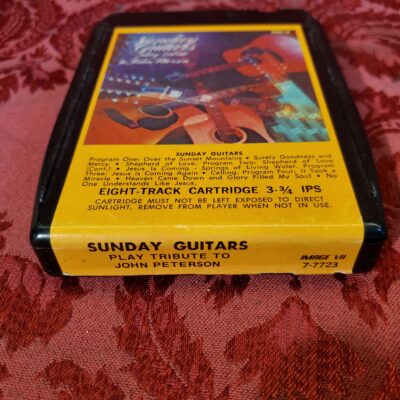 Sunday
Guitars
SUNDAY GUITARS
Program One: Over the Sunset Mountains • Surely Goodness and
Mercy • Shepherd of Love. Program Two: Shepherd of Love
(Cont.) • Jesus Is Coming - Springs of Living Water. Program
Three: Jesus is Coming Again • Calling. Program Four: It Took a
Miracle • Heaven Came Down and Glory Filled My Soul • No
One Understands Like Jesus.
EIGHT-TRACK CARTRIDGE 3-¾ IPS
CARTRIDGE MUST NOT BE LEFT EXPOSED TO DIRECT
SUNLIGHT. REMOVE FROM PLAYER WHEN NOT IN USE.
SUNDAY GUITARS
PLAY TRIBUTE TO
JOHN PETERSON
IMAGE VII
7-7723